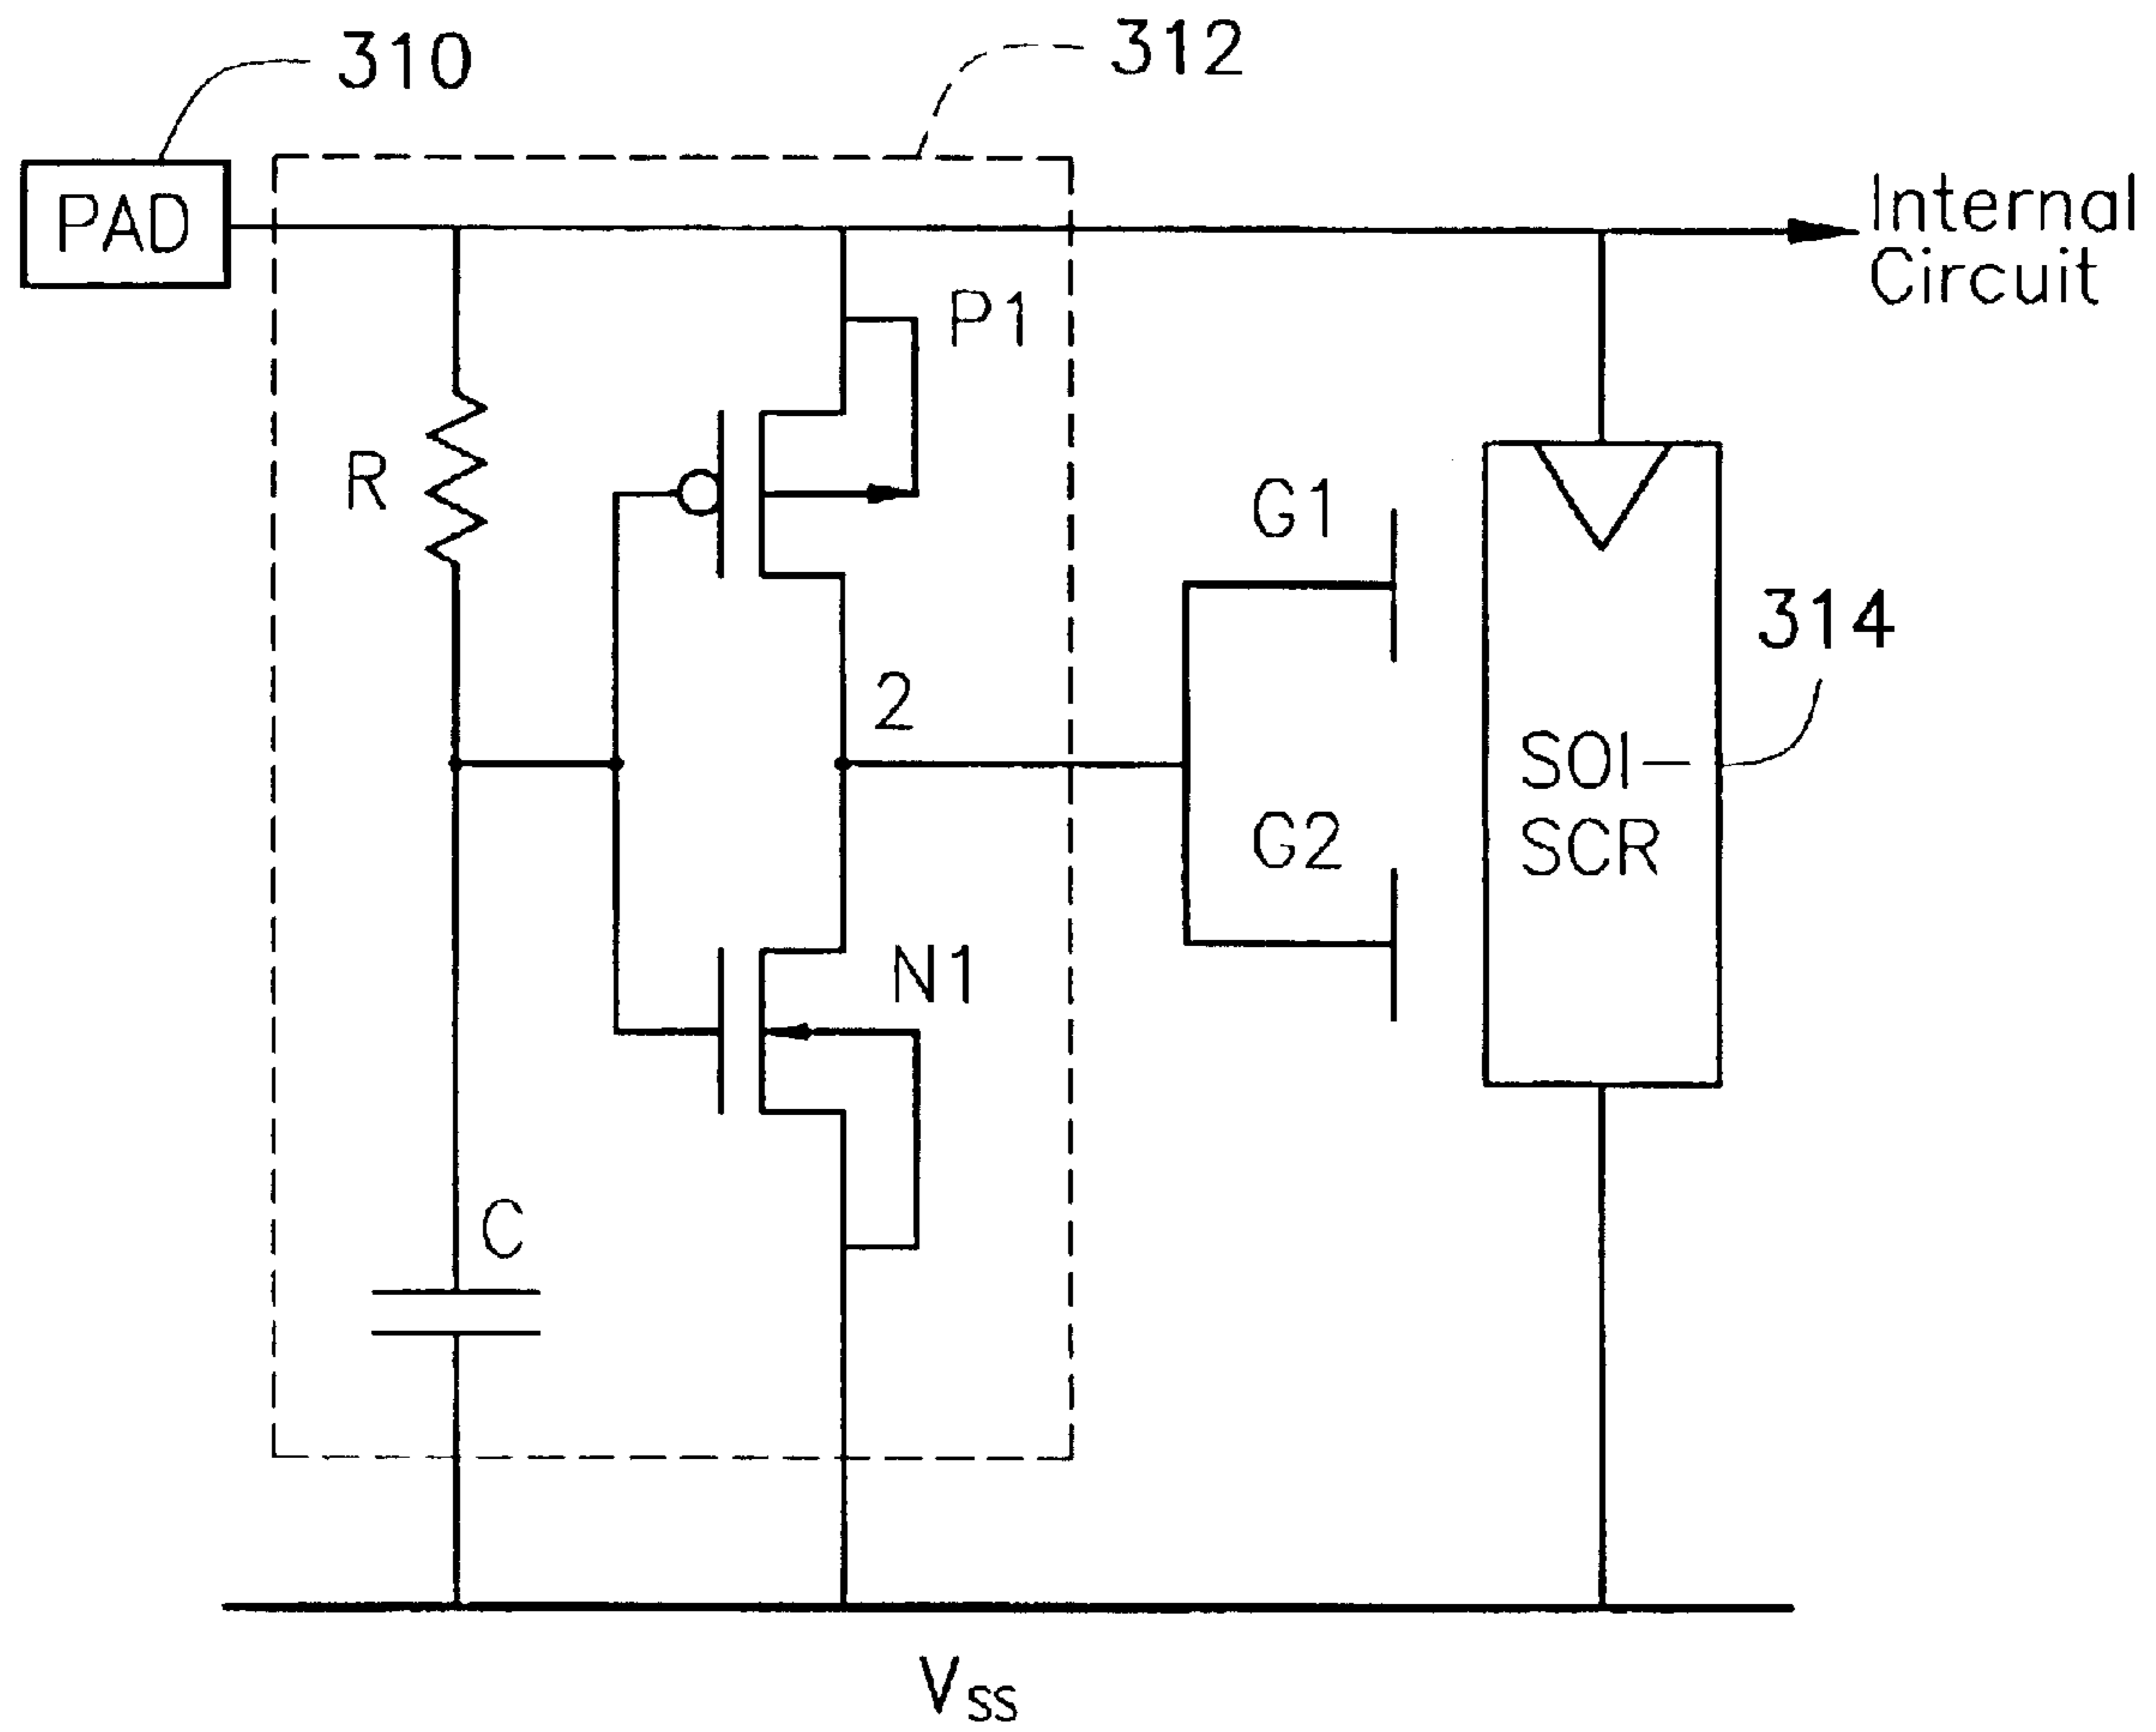 310
312
PAD
Internal
Circuit
P1
R
G1
314
2
SOI-
SCR
G2
N1
C
VSS